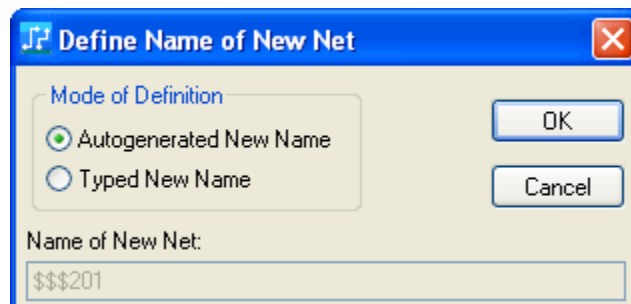 Define Name of New Net
Mode of Definition
Autogenerated New Name
Typed New Name
OK
Cancel
Name of New Net:
$$$201